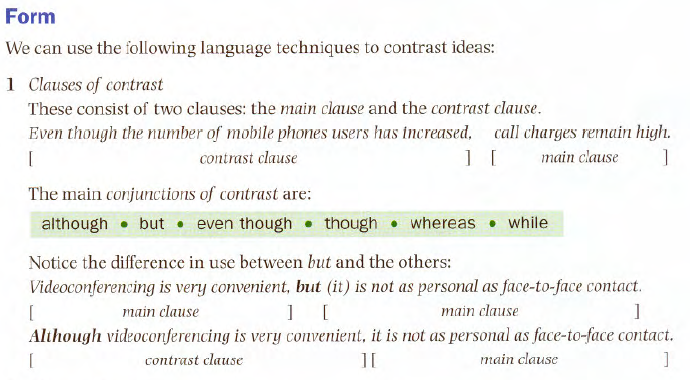 Form
We can use the following language techniques to contrast ideas:
1 Clauses of contrast
These consist of two clauses: the main clause and the contrast clause.
Even though the number of mobile phones users has increased, call charges remain high.
[ contrast clause ] [ main clause ]
The main conjunctions of contrast are:
although • but • even though • though • whereas • while
Notice the difference in use between but and the others:
Videoconferencing is very convenient, but (it) is not as personal as face-to-face contact.
[ main clause ] [ main clause ]
Although videoconferencing is very convenient, it is not as personal as face-to-face contact.
[ contrast clause ] [ main clause ]